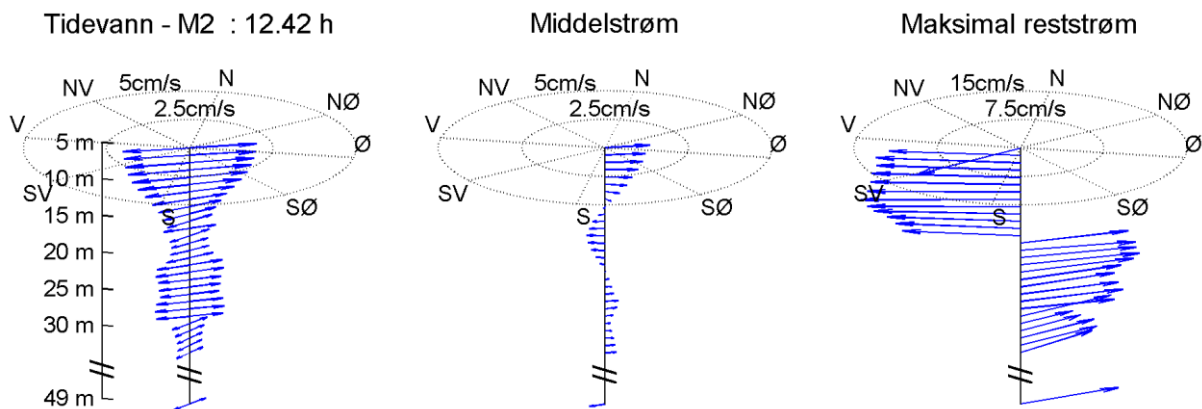 Tidevann - M2 : 12.42 h
Middelstrøm
Maksimal reststrøm
N
NØ
Ø
SØ
S
SV
V
NV
5cm/s
2.5cm/s
5 m
10 m
15 m
20 m
25 m
30 m
49 m
N
NØ
Ø
SØ
S
SV
V
NV
5cm/s
2.5cm/s
N
NØ
Ø
SØ
S
SV
V
NV
15cm/s
7.5cm/s